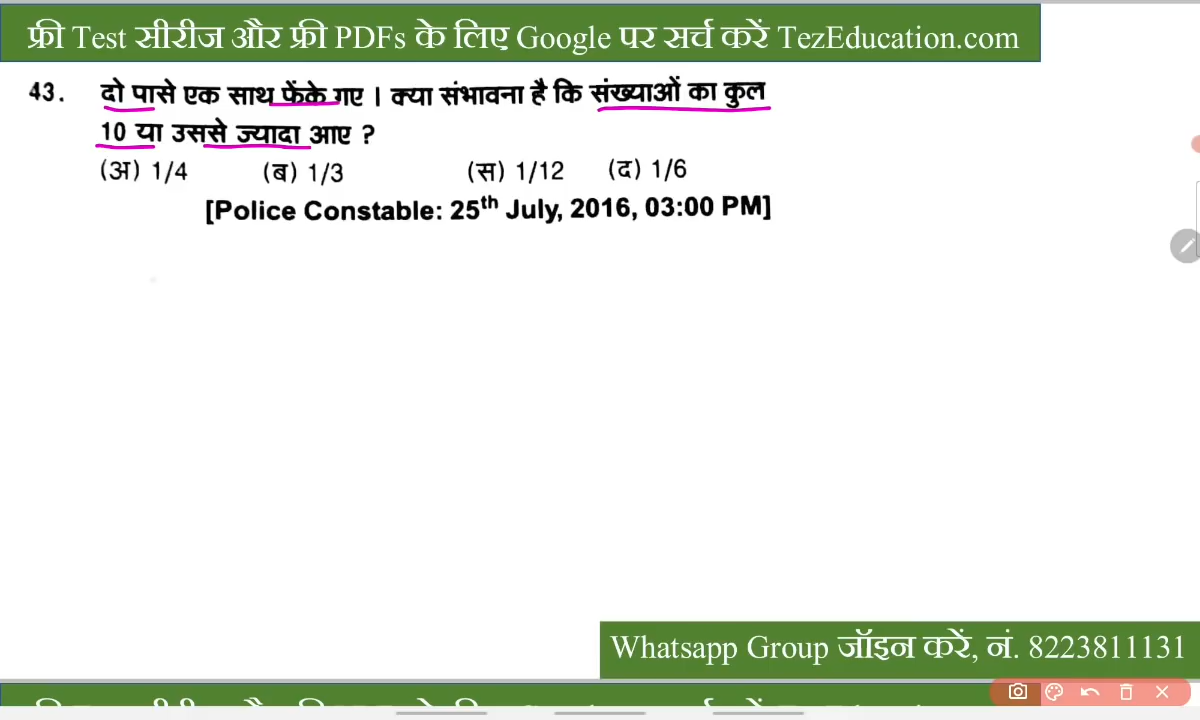 फ्री Test सीरीज और फ्री PDFs के लिए Google पर सर्च करें TezEducation.com
43. दो पासे एक साथ फेंके गए । क्या संभावना है कि संख्याओं का कुल
10 या उससे ज्यादा आए ?
(अ) 1/4 (ब) 1/3 (स) 1/12 (द) 1/6
[Police Constable: 25th July, 2016, 03:00 PM]
Whatsapp Group जॉइन करें, नं. 8223811131